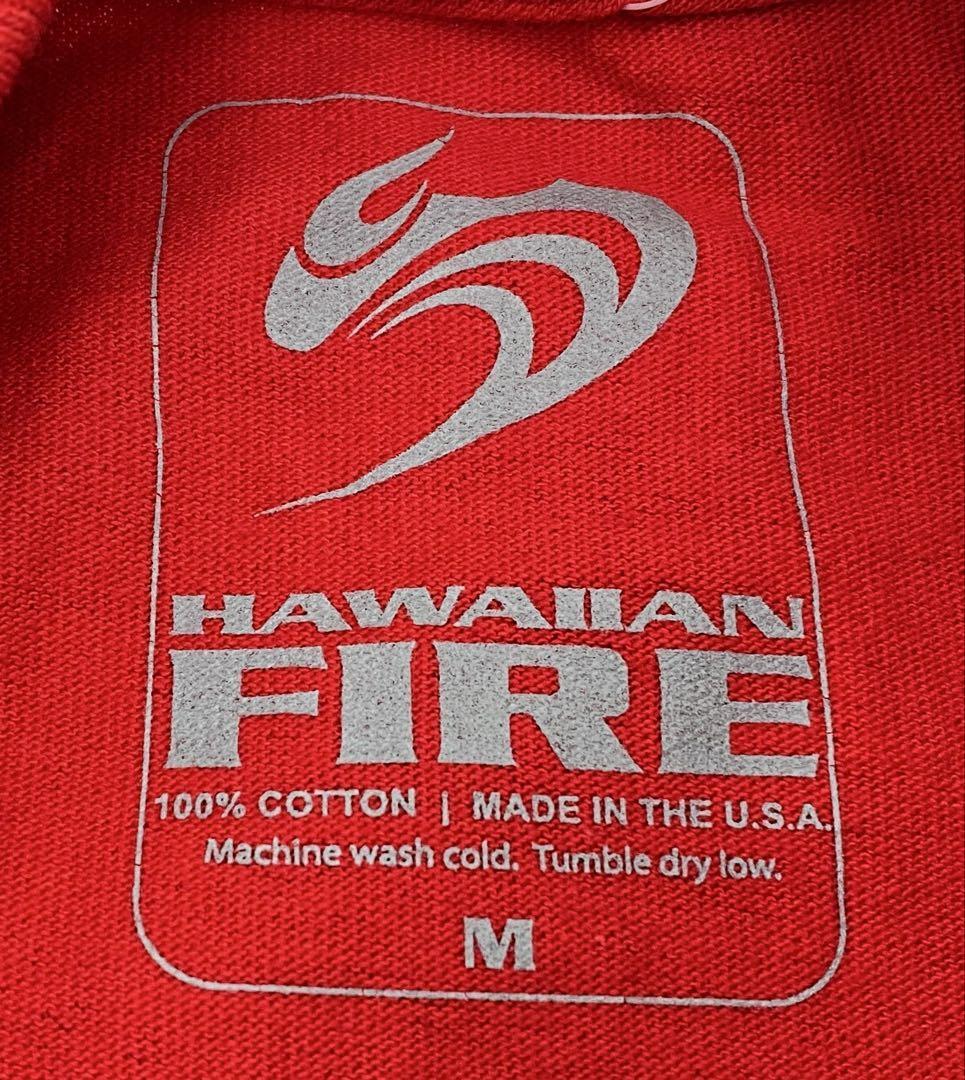 HAWAIIAN
FIRE
100% COTTON | MADE IN THE U.S.A.
Machine wash cold. Tumble dry low.
M